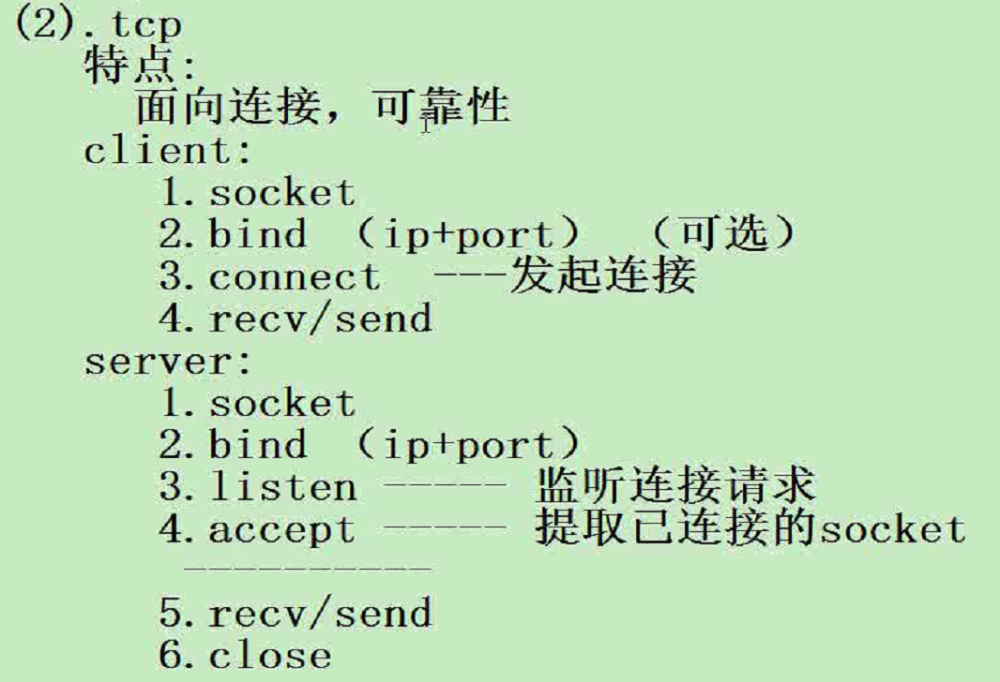 (2).tcp
特点:
面向连接，可靠性
client:
1.socket
2.bind （ip+port） （可选）
3.connect ---发起连接
4.recv/send
server:
1.socket
2.bind （ip+port）
3.listen ----- 监听连接请求
4.accept ----- 提取已连接的socket
----------
5.recv/send
6.close